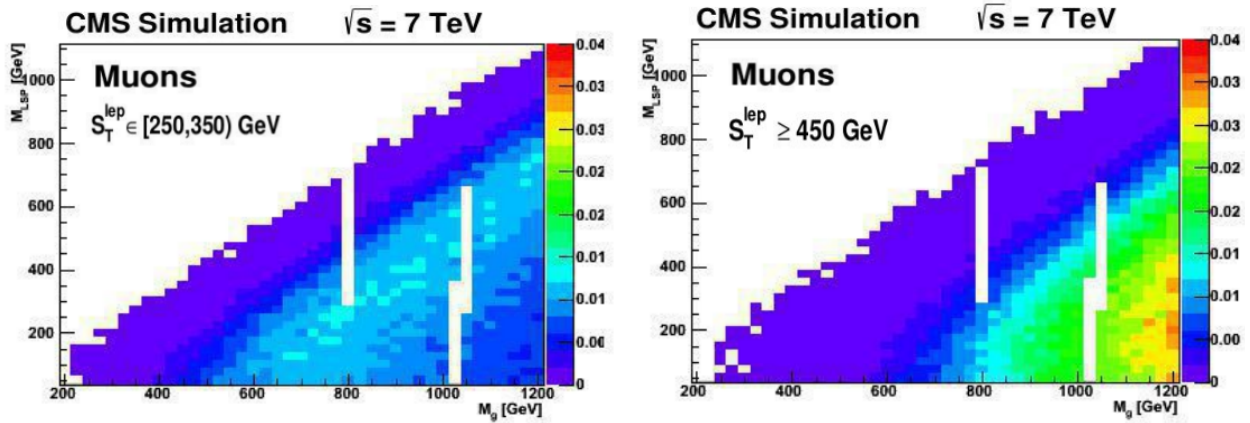 CMS Simulation √s = 7 TeV
Muons
S_T^lep ∈ [250,350) GeV
M_LSP [GeV]
1000
800
600
400
200
200 400 600 800 1000 1200
M_g [GeV]
0.04
0.03
0.03
0.02
0.02
0.01
0.01
0.00
0
CMS Simulation √s = 7 TeV
Muons
S_T^lep ≥ 450 GeV
M_LSP [GeV]
1000
800
600
400
200
200 400 600 800 1000 1200
M_g [GeV]
0.04
0.03
0.03
0.02
0.02
0.01
0.01
0.00
0